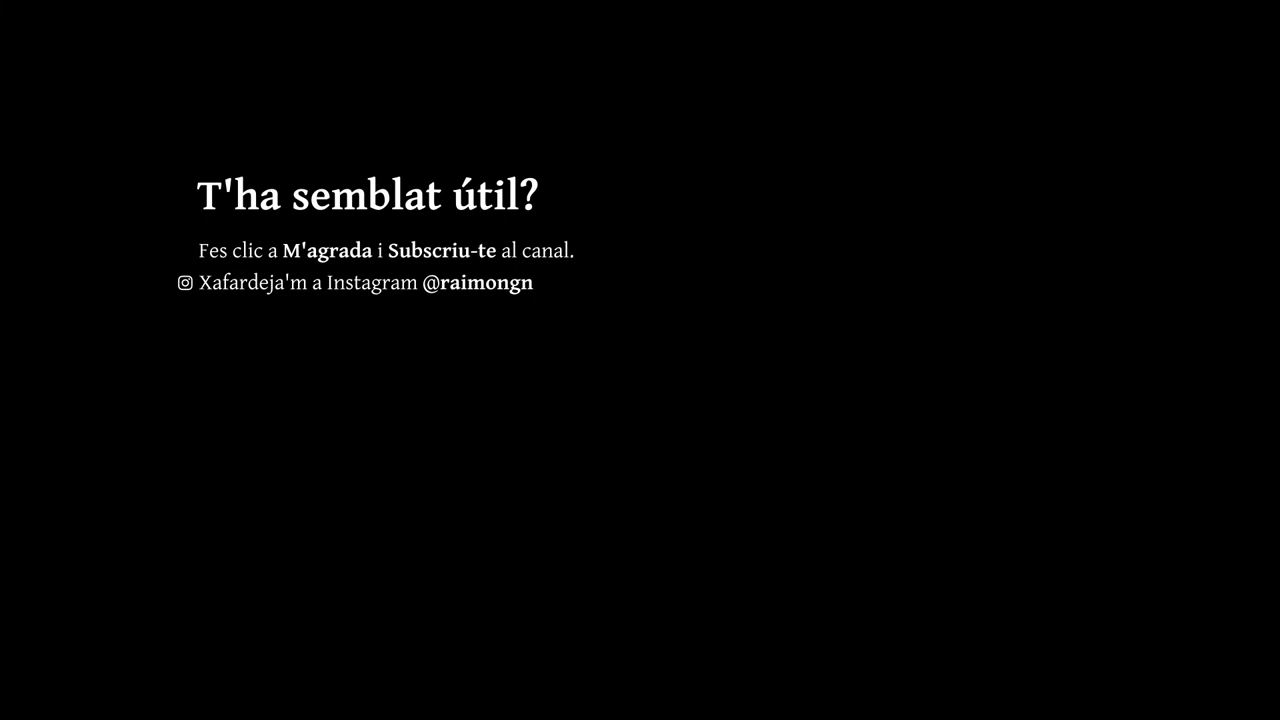 T'ha semblat útil?
Fes clic a M'agrada i Subscriu-te al canal.
Xafardeja'm a Instagram @raimongn